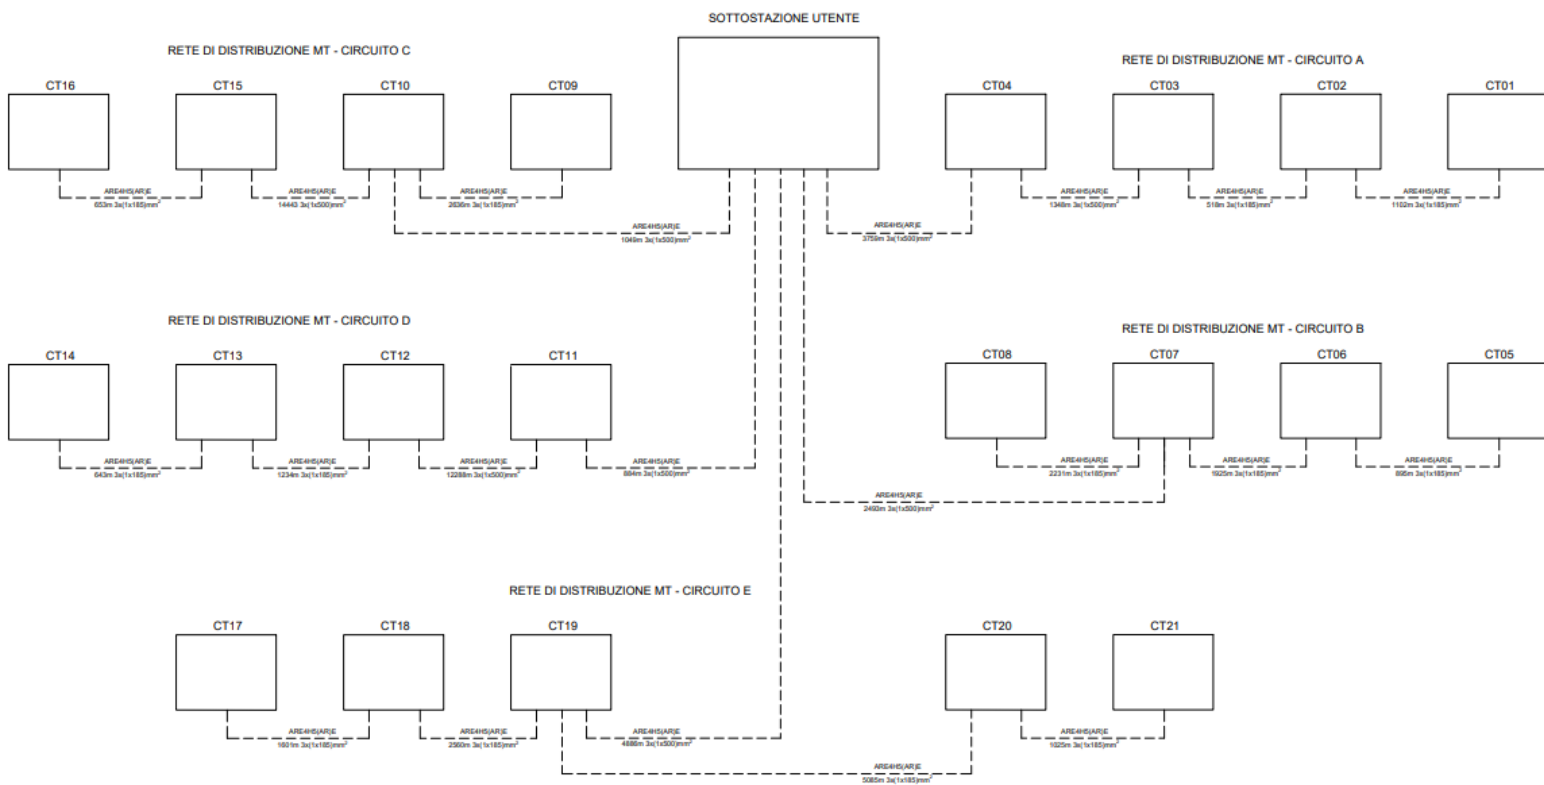 SOTTOSTAZIONE UTENTE
RETE DI DISTRIBUZIONE MT - CIRCUITO C
CT16
CT15
CT10
CT09
ARE4H5(AR)E
653m 3x(1x185)mm²
ARE4H5(AR)E
14443 3x(1x500)mm²
ARE4H5(AR)E
2636m 3x(1x185)mm²
ARE4H5(AR)E
1049m 3x(1x500)mm²
RETE DI DISTRIBUZIONE MT - CIRCUITO A
CT04
CT03
CT02
CT01
ARE4H5(AR)E
1348m 3x(1x500)mm²
ARE4H5(AR)E
518m 3x(1x185)mm²
ARE4H5(AR)E
1102m 3x(1x185)mm²
ARE4H5(AR)E
3759m 3x(1x500)mm²
RETE DI DISTRIBUZIONE MT - CIRCUITO D
CT14
CT13
CT12
CT11
ARE4H5(AR)E
643m 3x(1x185)mm²
ARE4H5(AR)E
1234m 3x(1x185)mm²
ARE4H5(AR)E
12288m 3x(1x500)mm²
ARE4H5(AR)E
884m 3x(1x500)mm²
RETE DI DISTRIBUZIONE MT - CIRCUITO B
CT08
CT07
CT06
CT05
ARE4H5(AR)E
2231m 3x(1x185)mm²
ARE4H5(AR)E
1925m 3x(1x185)mm²
ARE4H5(AR)E
895m 3x(1x185)mm²
ARE4H5(AR)E
2493m 3x(1x500)mm²
RETE DI DISTRIBUZIONE MT - CIRCUITO E
CT17
CT18
CT19
CT20
CT21
ARE4H5(AR)E
1601m 3x(1x185)mm²
ARE4H5(AR)E
2560m 3x(1x185)mm²
ARE4H5(AR)E
4886m 3x(1x500)mm²
ARE4H5(AR)E
1025m 3x(1x185)mm²
ARE4H5(AR)E
5085m 3x(1x185)mm²